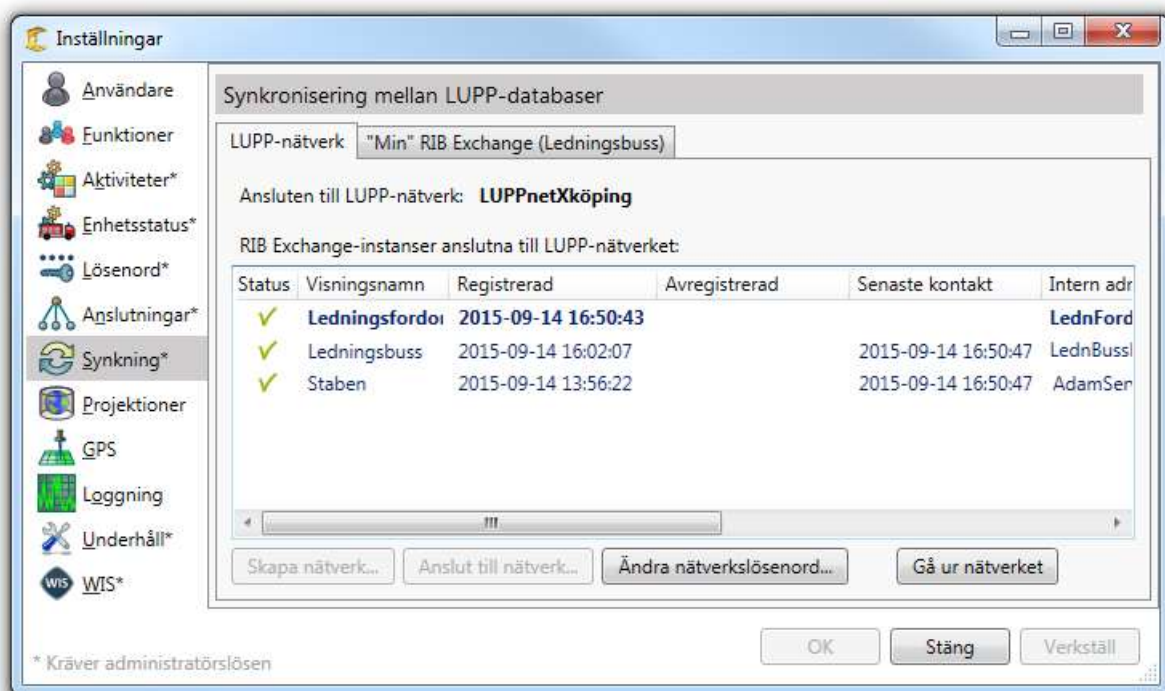 Inställningar
Användare
Funktioner
Aktiviteter*
Enhetsstatus*
Lösenord*
Anslutningar*
Synkning*
Projektioner
GPS
Loggning
Underhåll*
WIS WIS*
* Kräver administratörslösen
Synkronisering mellan LUPP-databaser
LUPP-nätverk "Min" RIB Exchange (Ledningsbuss)
Ansluten till LUPP-nätverk: LUPPnetXköping
RIB Exchange-instanser anslutna till LUPP-nätverket:
Status Visningsnamn Registrerad Avregistrerad Senaste kontakt Intern adr
Ledningsfordon 2015-09-14 16:50:43 LednFord
Ledningsbuss 2015-09-14 16:02:07 2015-09-14 16:50:47 LednBuss
Staben 2015-09-14 13:56:22 2015-09-14 16:50:47 AdamSer
Skapa nätverk... Anslut till nätverk... Ändra nätverkslösenord... Gå ur nätverket
OK Stäng Verkställ